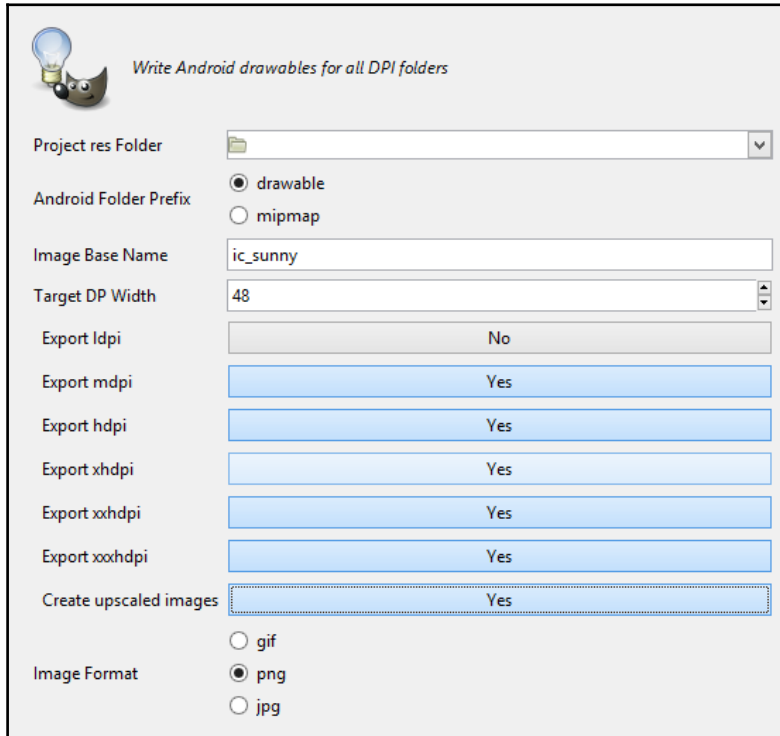 Write Android drawables for all DPI folders
Project res Folder
Android Folder Prefix
drawable
mipmap
Image Base Name ic_sunny
Target DP Width 48
Export ldpi No
Export mdpi Yes
Export hdpi Yes
Export xhdpi Yes
Export xxhdpi Yes
Export xxxhdpi Yes
Create upscaled images Yes
Image Format
gif
png
jpg